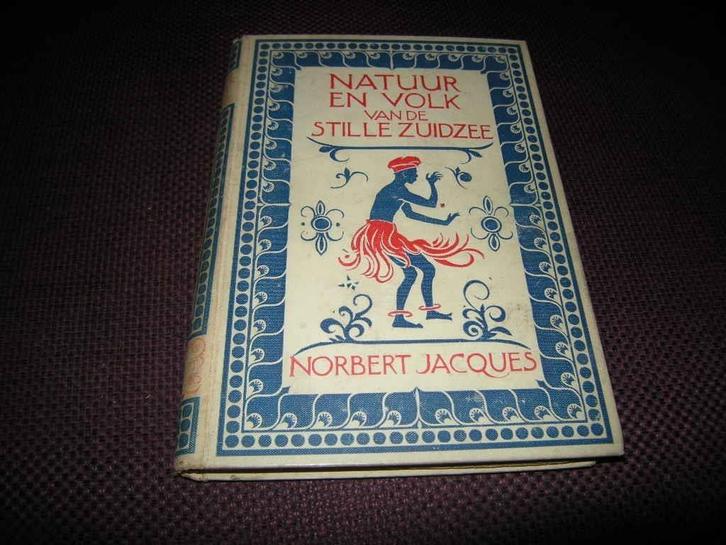 NATUUR
EN VOLK
VAN DE
STILLE ZUIDZEE
NORBERT JACQUES